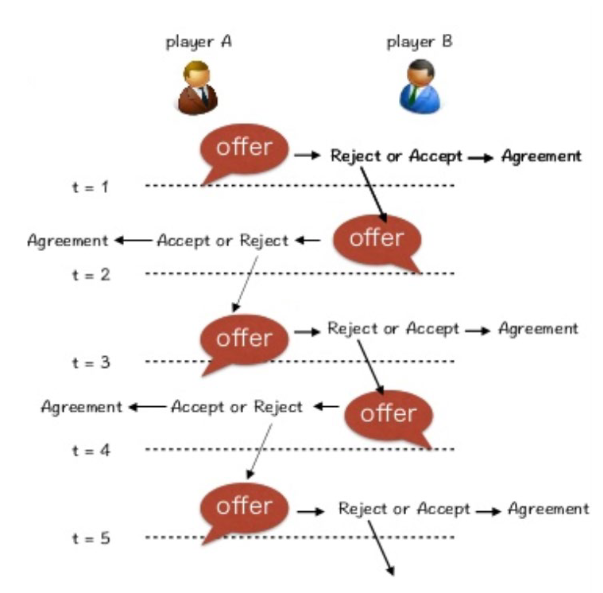 player A player B
offer Reject or Accept Agreement
t = 1
Agreement Accept or Reject offer
t = 2
offer Reject or Accept Agreement
t = 3
Agreement Accept or Reject offer
t = 4
offer Reject or Accept Agreement
t = 5